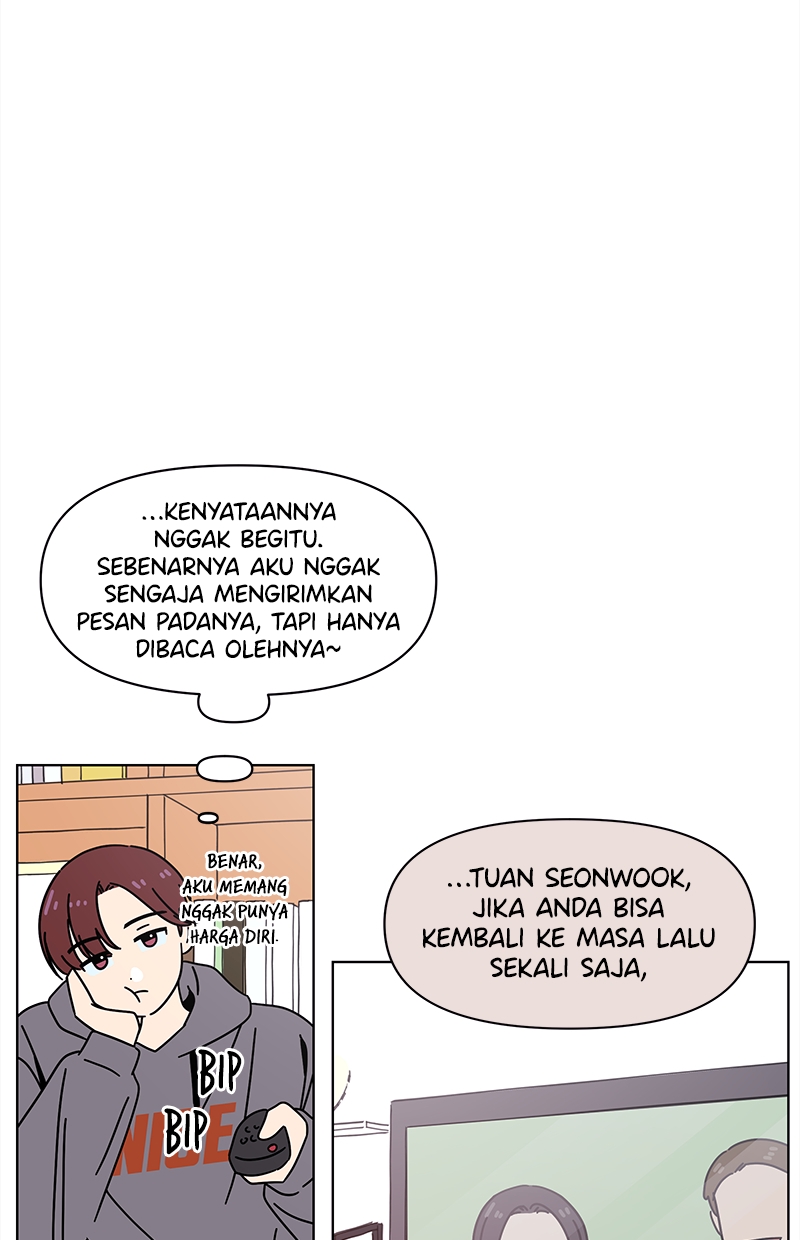 ...KENYATAANNYA
NGGAK BEGITU.
SEBENARNYA AKU NGGAK
SENGAJA MENGIRIMKAN
PESAN PADANYA, TAPI HANYA
DIBACA OLEHNYA~
BENAR,
AKU MEMANG
NGGAK PUNYA
HARGA DIRI.
...TUAN SEONWOOK,
JIKA ANDA BISA
KEMBALI KE MASA LALU
SEKALI SAJA,
BIP
BIP
NICE